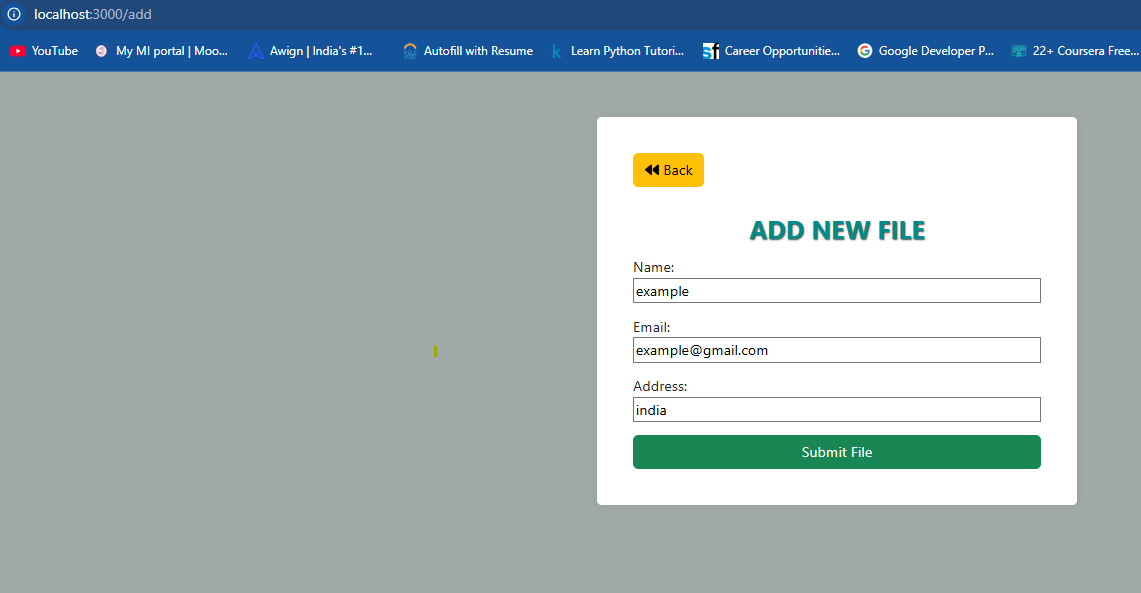 localhost:3000/add
YouTube My MI portal | Moo... Awign | India's #1... Autofill with Resume Learn Python Tutori... Career Opportunitie... Google Developer P... 22+ Coursera Free...
Back
ADD NEW FILE
Name:
example
Email:
example@gmail.com
Address:
india
Submit File